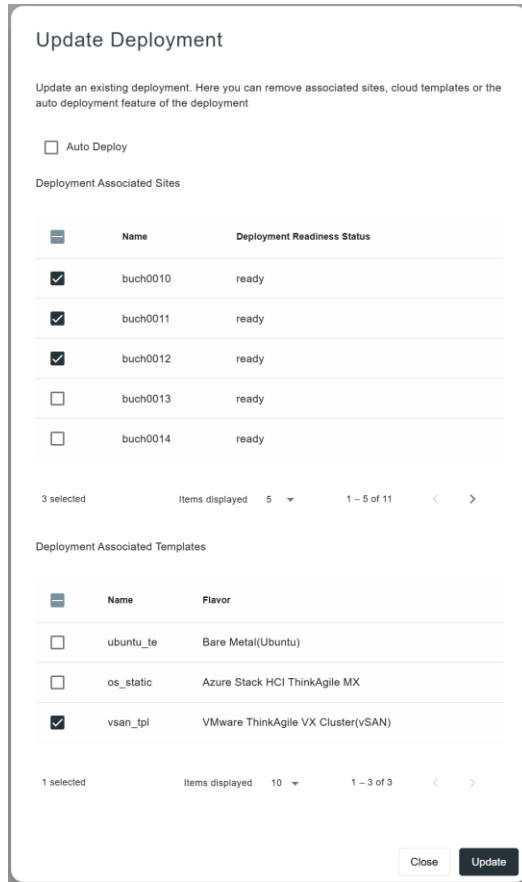 Update Deployment
Update an existing deployment. Here you can remove associated sites, cloud templates or the
auto deployment feature of the deployment
Auto Deploy
Deployment Associated Sites
Name Deployment Readiness Status
buch0010 ready
buch0011 ready
buch0012 ready
buch0013 ready
buch0014 ready
3 selected Items displayed 5 1 – 5 of 11
Deployment Associated Templates
Name Flavor
ubuntu_te Bare Metal(Ubuntu)
os_static Azure Stack HCI ThinkAgile MX
vsan_tpl VMware ThinkAgile VX Cluster(vSAN)
1 selected Items displayed 10 1 – 3 of 3
Close Update